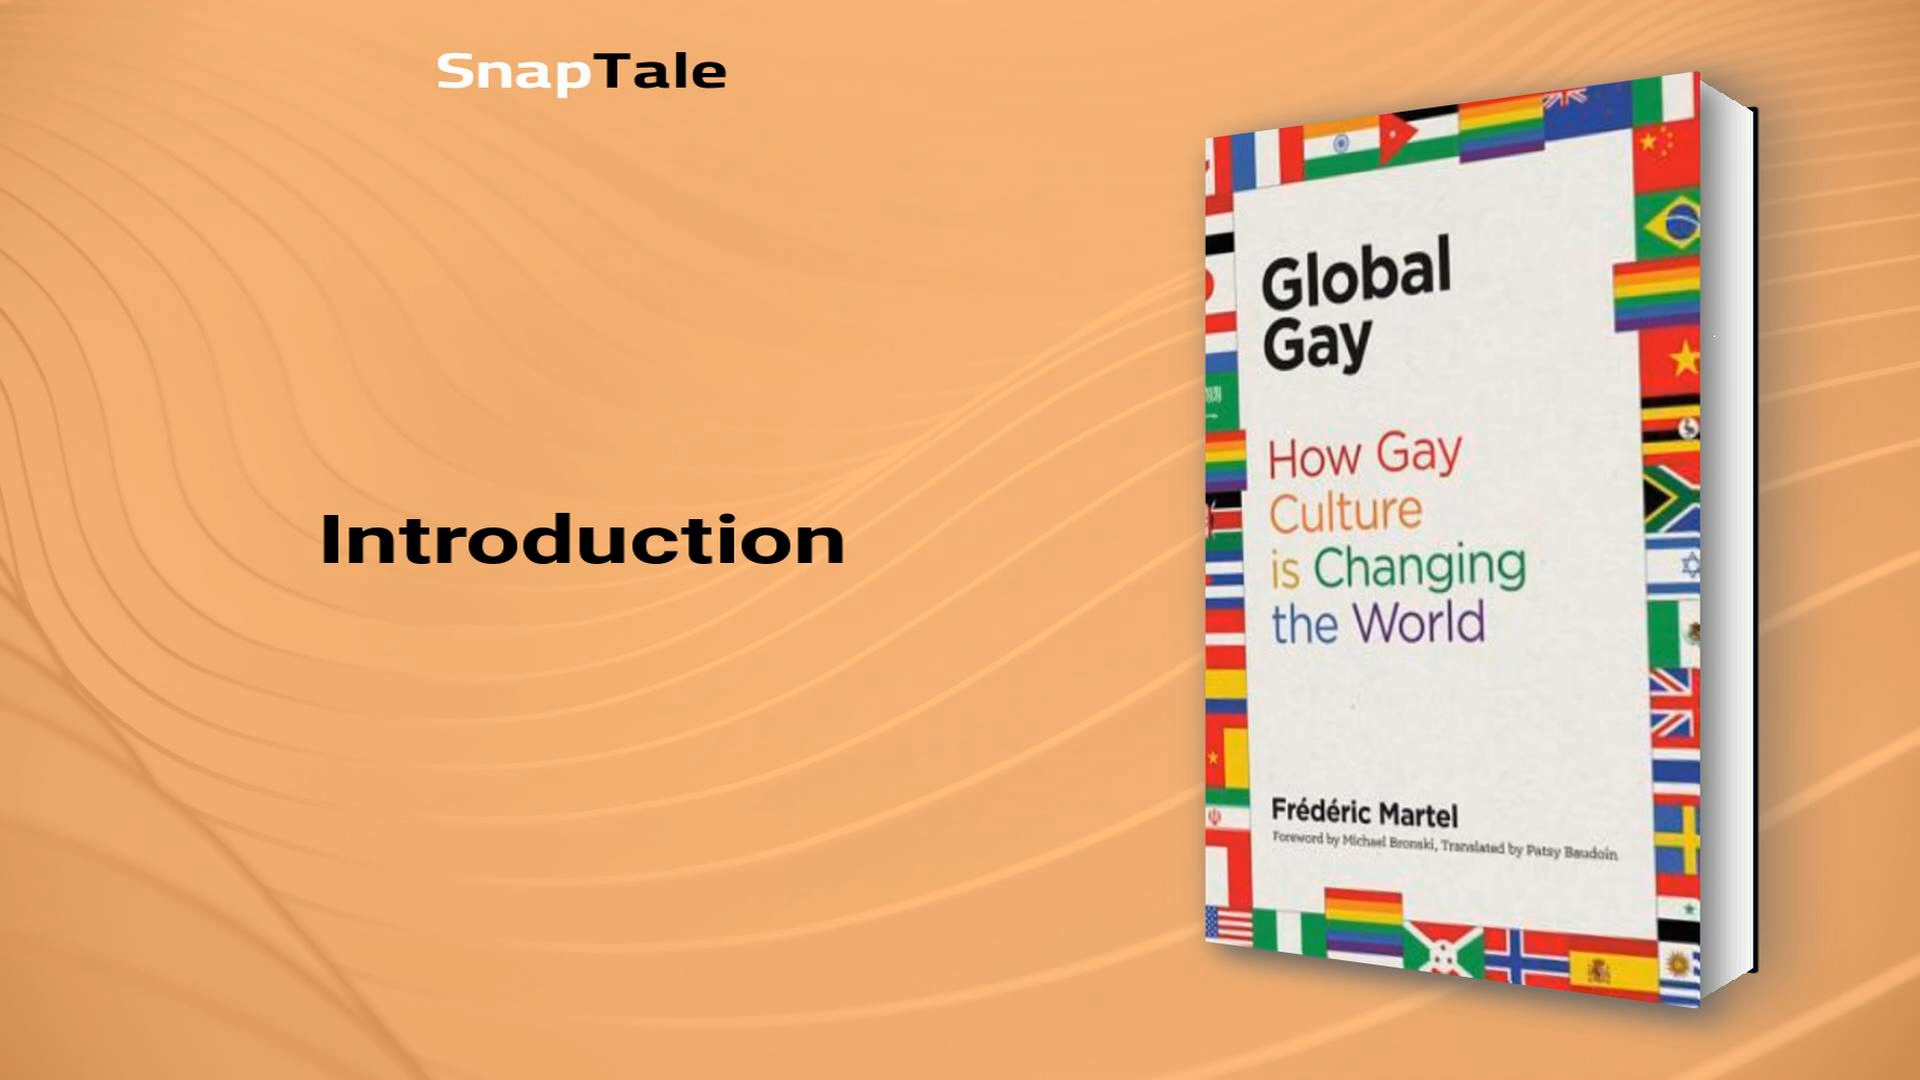 SnapTale
Introduction
Global
Gay
How Gay
Culture
is Changing
the World
Frédéric Martel
Foreword by Michael Bronski, Translated by Patsy Baudoin